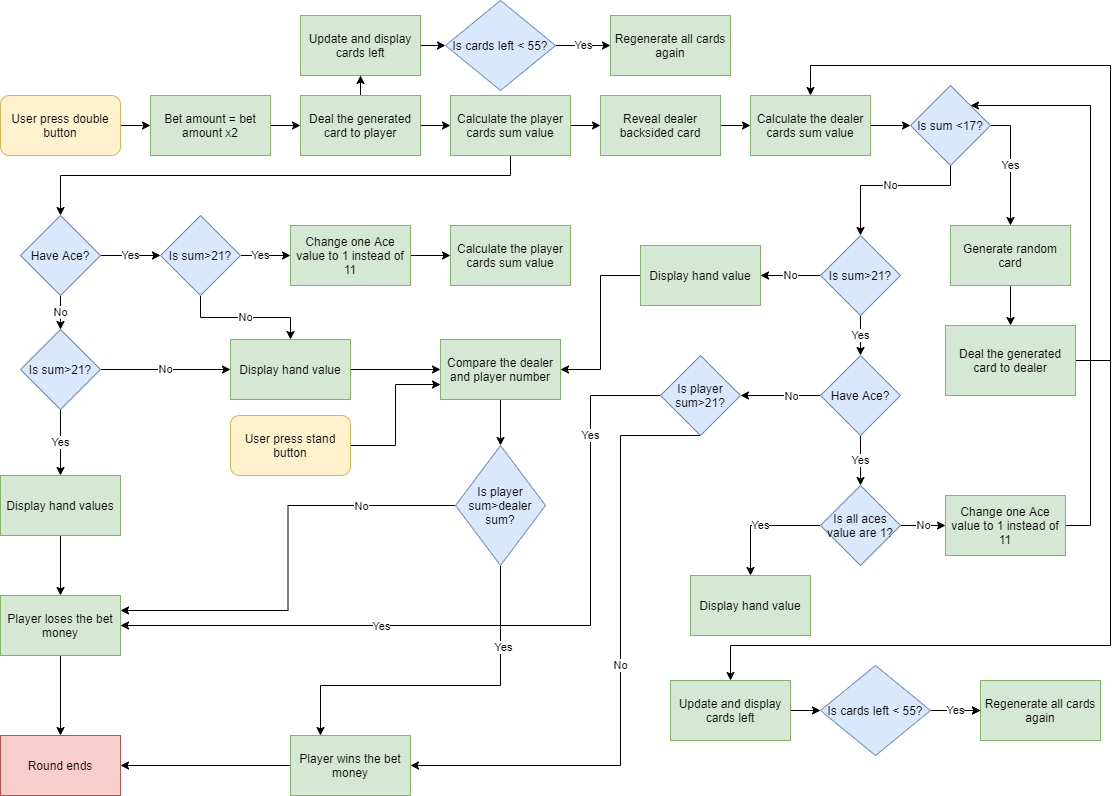 Update and display
cards left
Is cards left < 55?
Yes
Regenerate all cards
again
User press double
button
Bet amount = bet
amount x2
Deal the generated
card to player
Calculate the player
cards sum value
Reveal dealer
backsided card
Calculate the dealer
cards sum value
Is sum <17?
Yes
No
Have Ace?
Yes
Is sum>21?
Yes
Change one Ace
value to 1 instead of
11
Calculate the player
cards sum value
Display hand value
No
Is sum>21?
Generate random
card
No
No
Yes
Is sum>21?
No
Display hand value
Compare the dealer
and player number
Deal the generated
card to dealer
Is player
sum>21?
No
Have Ace?
User press stand
button
Yes
Yes
Yes
Display hand values
No
Is player
sum>dealer
sum?
Yes
Is all aces
value are 1?
No
Change one Ace
value to 1 instead of
11
Player loses the bet
money
Yes
Display hand value
Yes
No
Update and display
cards left
Is cards left < 55?
Yes
Regenerate all cards
again
Round ends
Player wins the bet
money